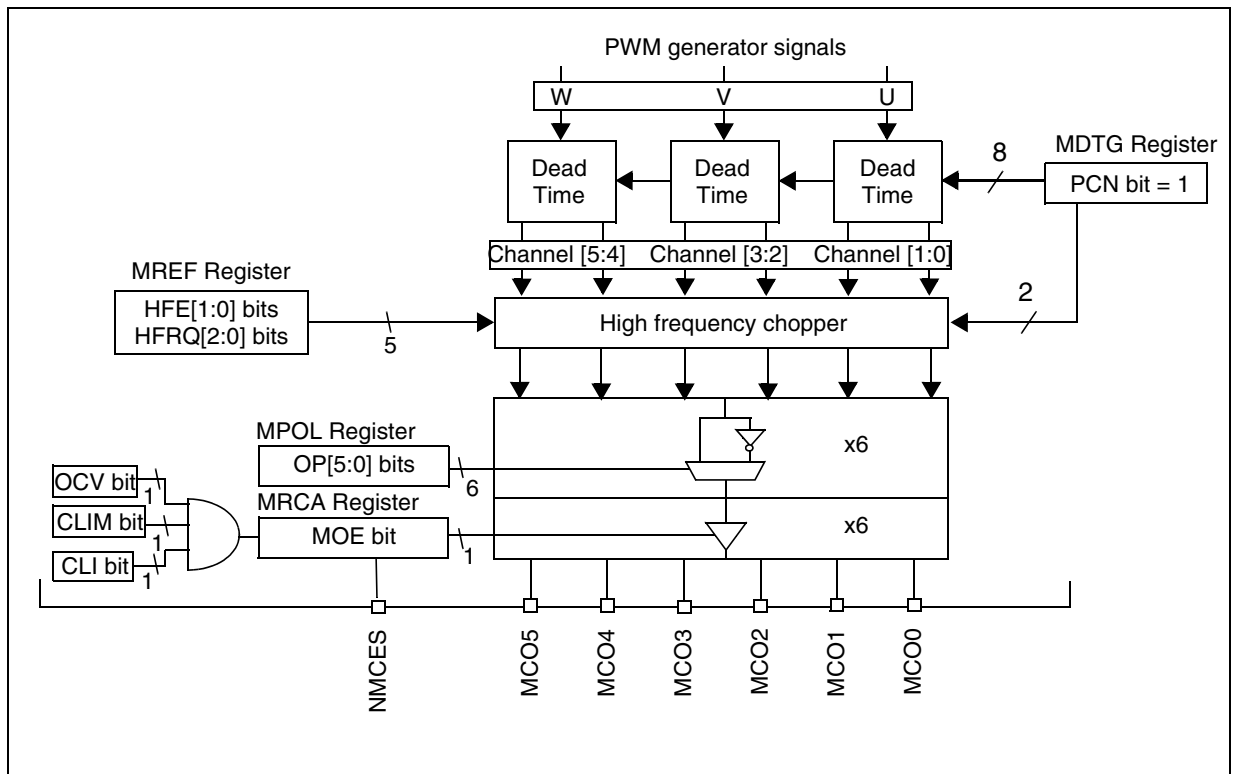 PWM generator signals
W V U
MDTG Register
8
PCN bit = 1
Dead Time
Dead Time
Dead Time
Channel [5:4] Channel [3:2] Channel [1:0]
MREF Register
HFE[1:0] bits
HFRQ[2:0] bits
5
High frequency chopper
2
MPOL Register
OP[5:0] bits
6
x6
OCV bit
1
CLIM bit
1
CLI bit
1
MRCA Register
MOE bit
1
x6
NMCES
MCO5
MCO4
MCO3
MCO2
MCO1
MCO0